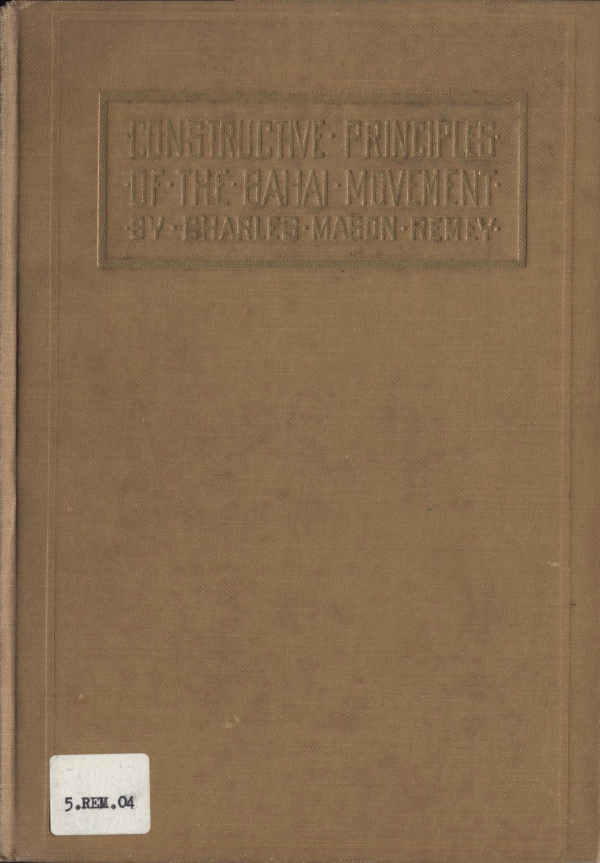 CONSTRUCTIVE · PRINCIPLES ·
· OF · THE · BAHAI · MOVEMENT ·
· BY · CHARLES · MASON · REMEY ·
5.REM.04